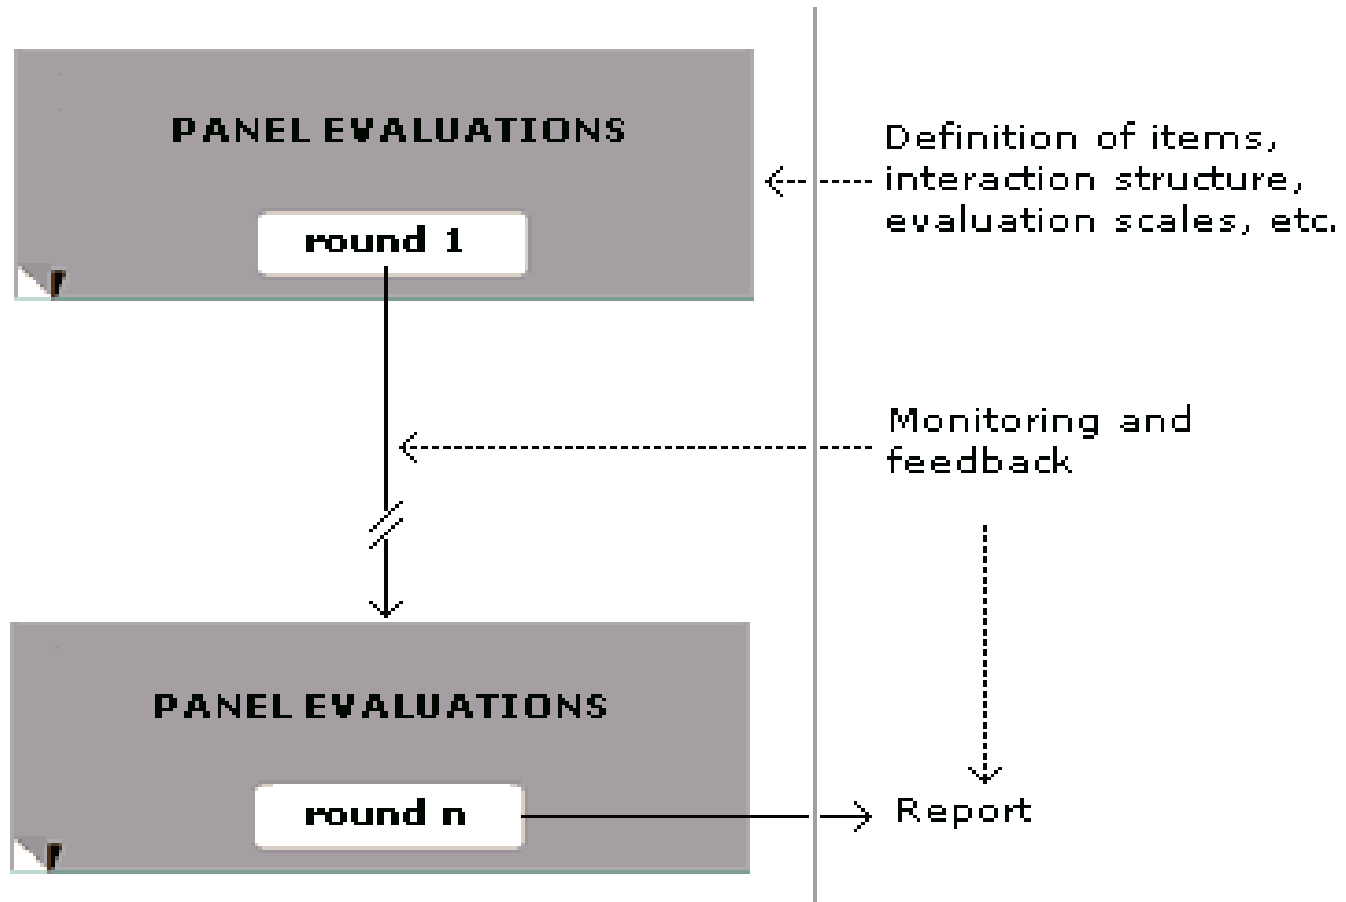 PANEL EVALUATIONS
round 1
Definition of items,
interaction structure,
evaluation scales, etc.
Monitoring and
feedback
PANEL EVALUATIONS
round n
Report